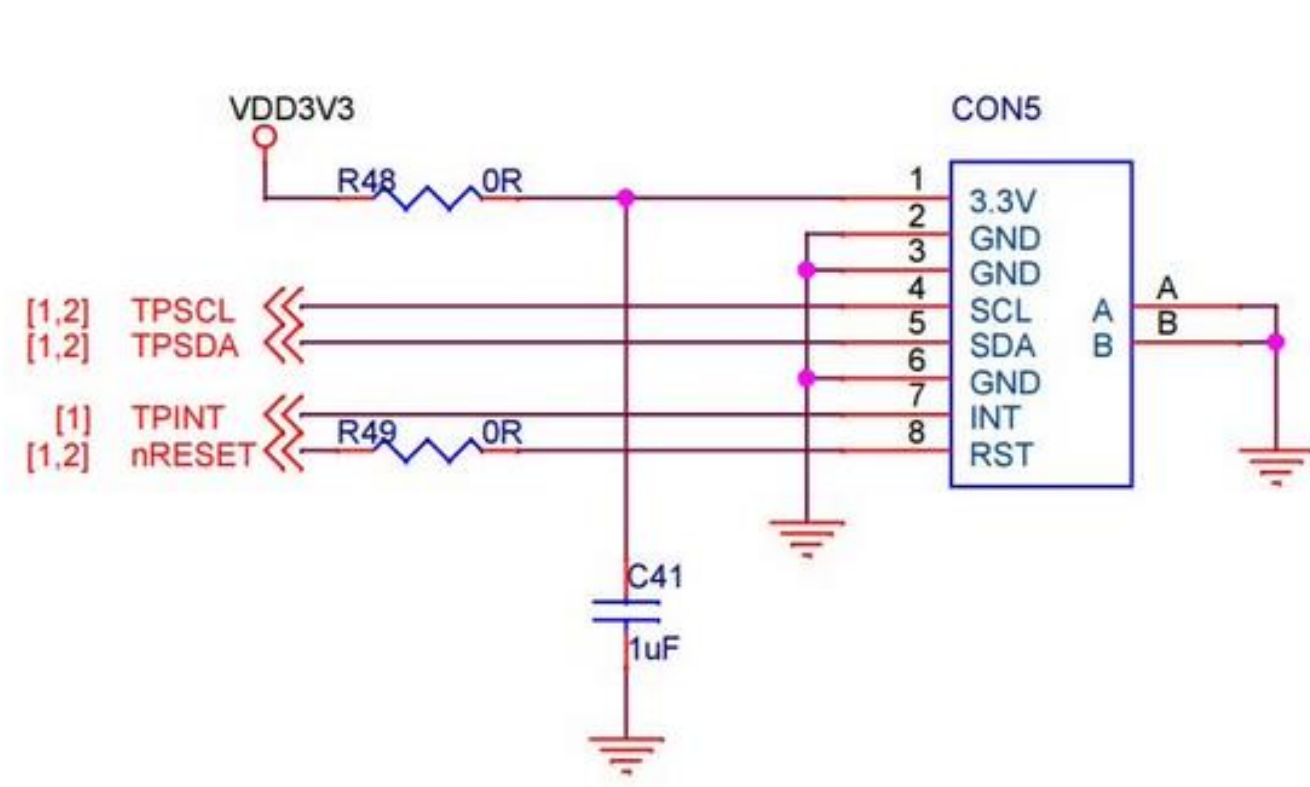 VDD3V3
CON5
R48 0R
1 3.3V
2 GND
3 GND
[1,2] TPSCL 4 SCL A A
[1,2] TPSDA 5 SDA B B
6 GND
[1] TPINT 7 INT
R49 0R
[1,2] nRESET 8 RST
C41
1uF